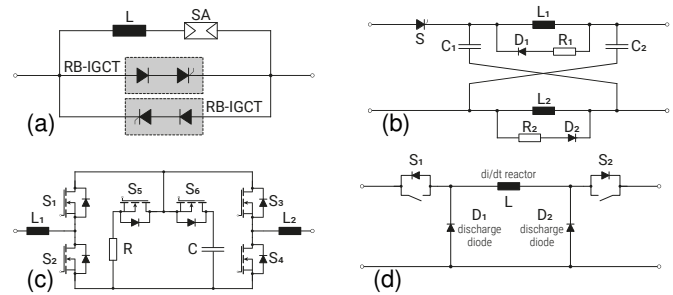 L
SA
RB-IGCT
RB-IGCT
(a)
S
C₁
L₁
D₁
R₁
C₂
L₂
R₂
D₂
(b)
S₁
S₅
S₆
S₃
L₁
L₂
S₂
R
C
S₄
(c)
S₁
di/dt reactor
S₂
L
D₁
discharge
diode
D₂
discharge
diode
(d)